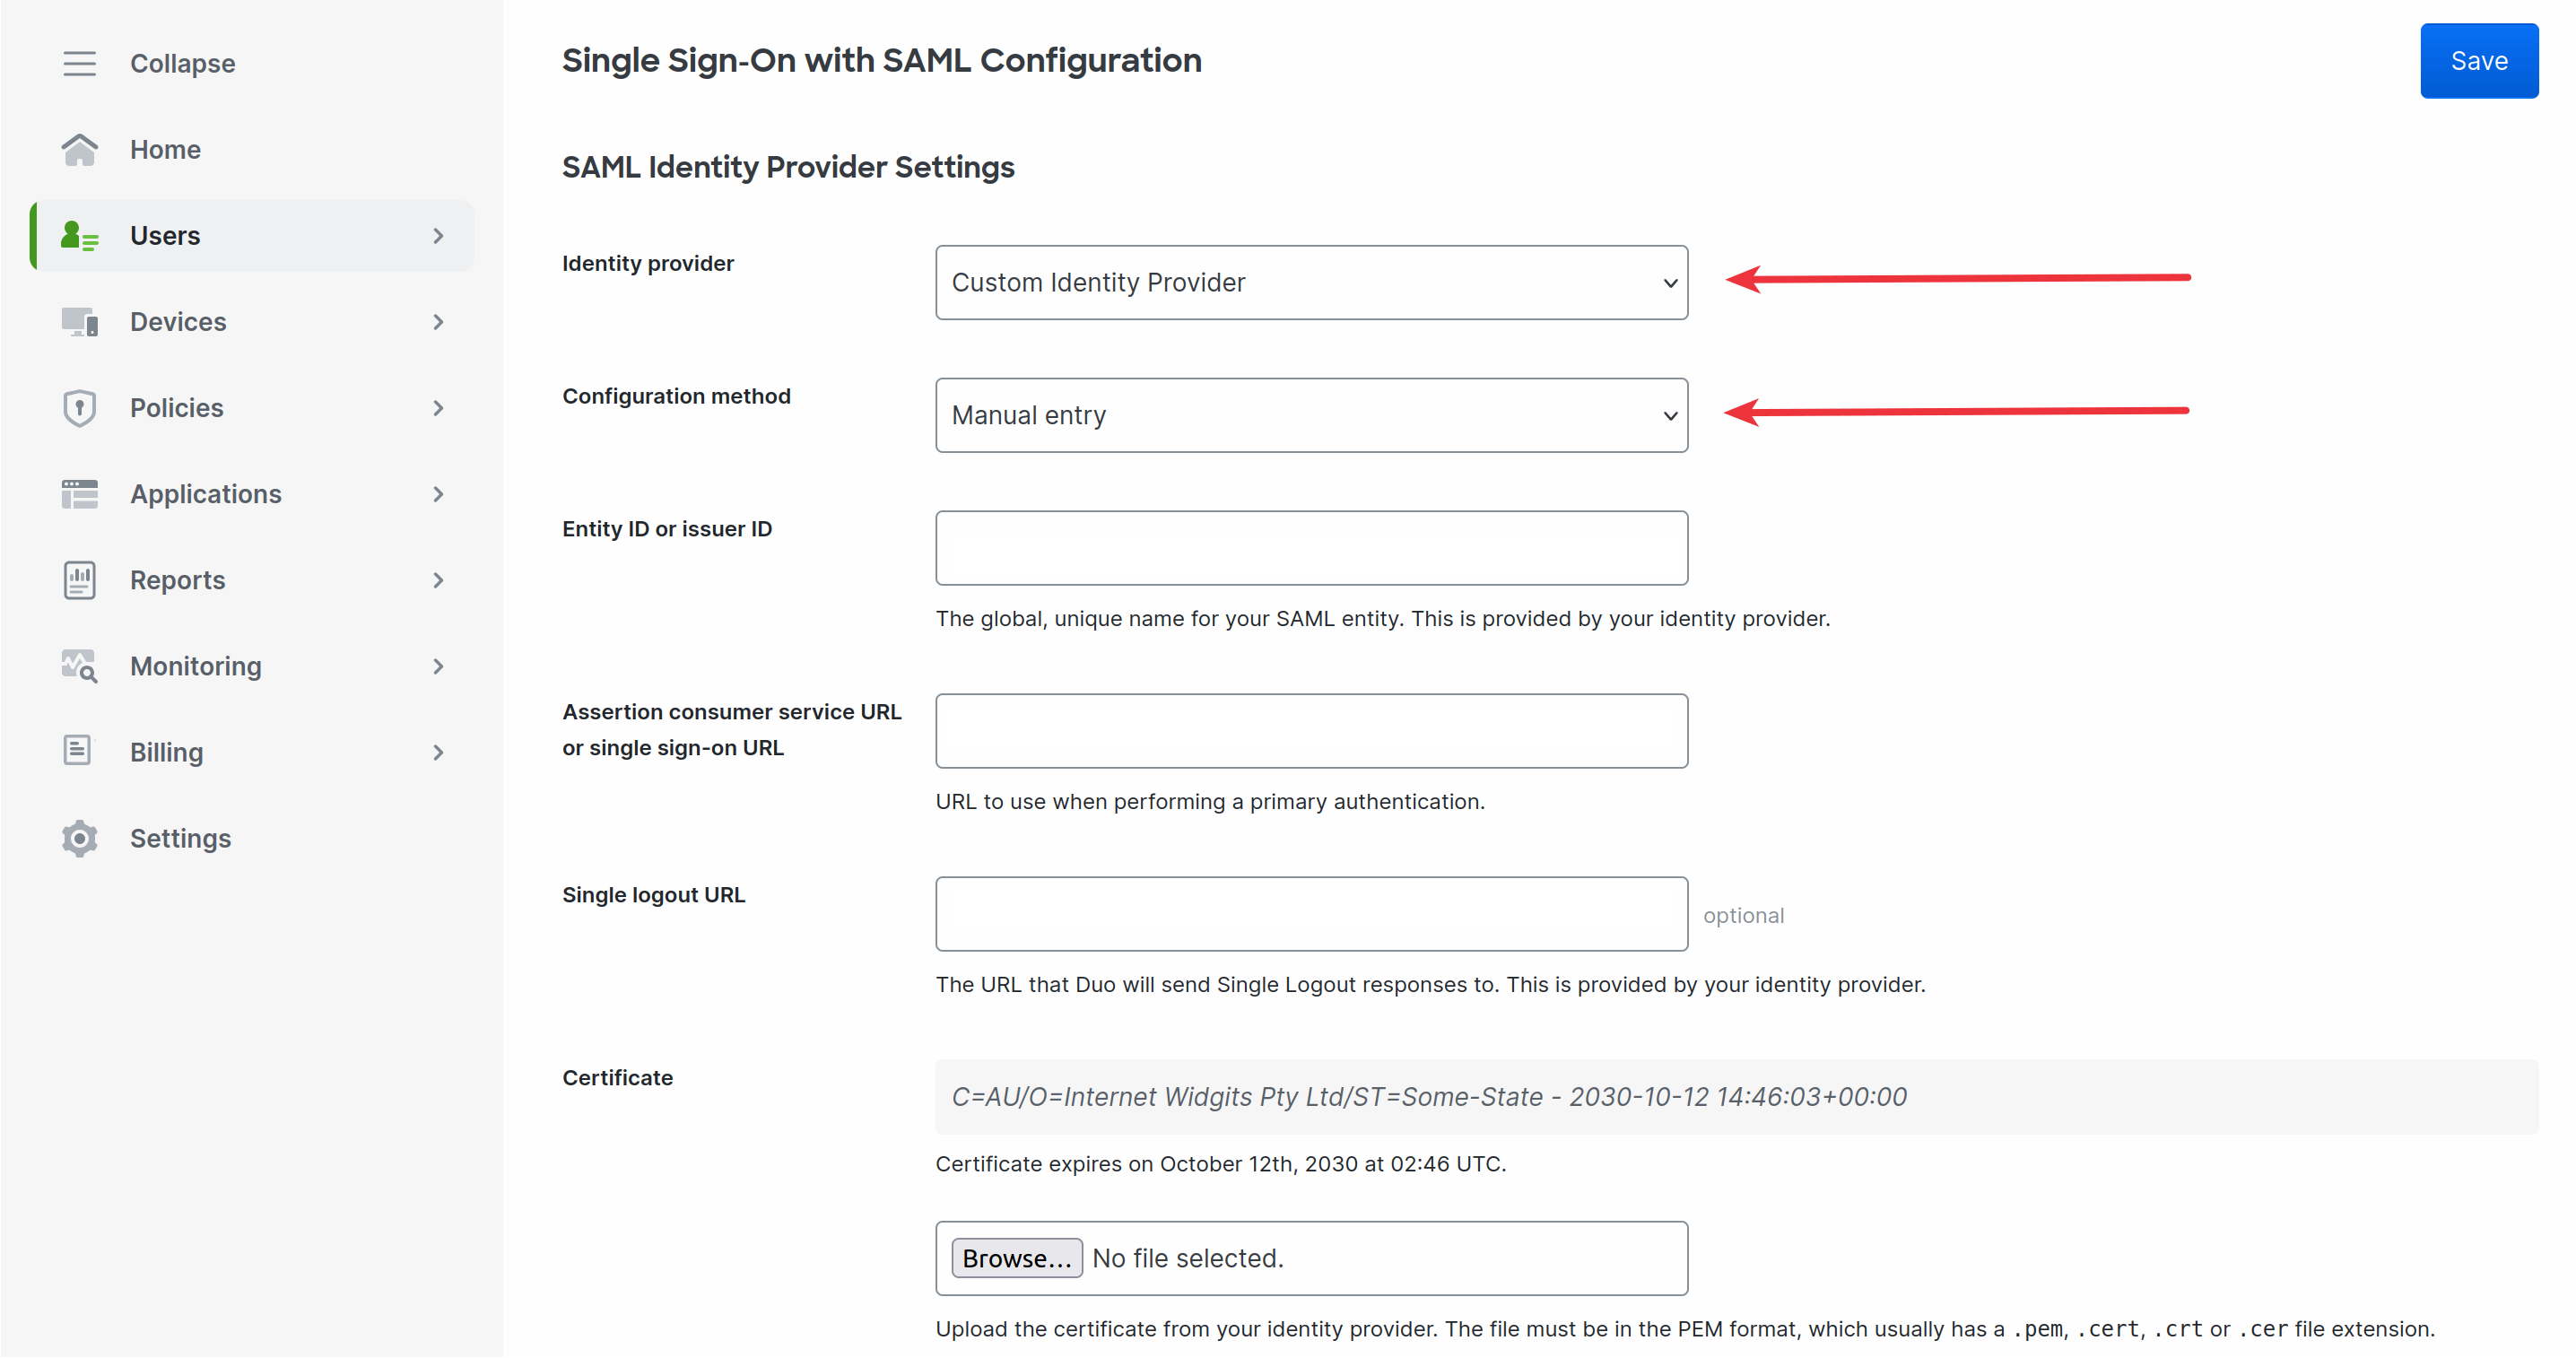 Collapse
Home
Users
Devices
Policies
Applications
Reports
Monitoring
Billing
Settings
Single Sign-On with SAML Configuration
Save
SAML Identity Provider Settings
Identity provider
Custom Identity Provider
Configuration method
Manual entry
Entity ID or issuer ID
The global, unique name for your SAML entity. This is provided by your identity provider.
Assertion consumer service URL
or single sign-on URL
URL to use when performing a primary authentication.
Single logout URL
optional
The URL that Duo will send Single Logout responses to. This is provided by your identity provider.
Certificate
C=AU/O=Internet Widgits Pty Ltd/ST=Some-State - 2030-10-12 14:46:03+00:00
Certificate expires on October 12th, 2030 at 02:46 UTC.
Browse... No file selected.
Upload the certificate from your identity provider. The file must be in the PEM format, which usually has a .pem, .cert, .crt or .cer file extension.